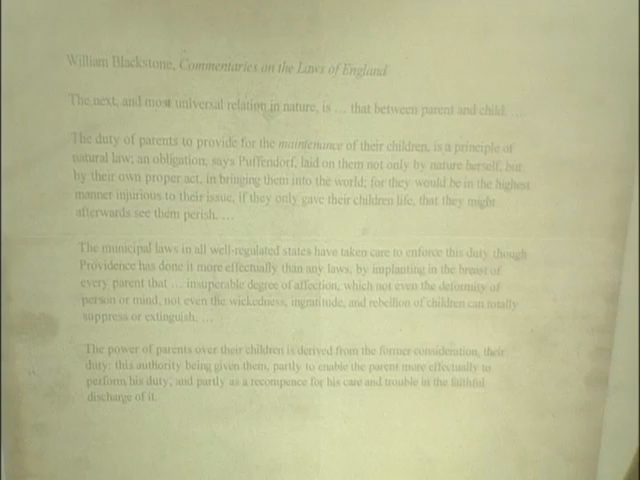 William Blackstone, Commentaries on the Laws of England
The next, and most universal relation in nature, is ... that between parent and child. ...
The duty of parents to provide for the maintenance of their children, is a principle of
natural law; an obligation, says Puffendorf, laid on them not only by nature herself, but
by their own proper act, in bringing them into the world; for they would be in the highest
manner injurious to their issue, if they only gave their children life, that they might
afterwards see them perish. ...
The municipal laws in all well-regulated states have taken care to enforce this duty though
Providence has done it more effectually than any laws, by implanting in the breast of
every parent that ... insuperable degree of affection, which not even the deformity of
person or mind, not even the wickedness, ingratitude, and rebellion of children can totally
suppress or extinguish. ...
The power of parents over their children is derived from the former consideration, their
duty: this authority being given them, partly to enable the parent more effectually to
perform his duty, and partly as a recompence for his care and trouble in the faithful
discharge of it.